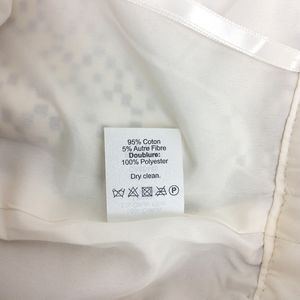 95% Coton
5% Autre Fibre
Doublure:
100% Polyester
Dry clean.
P